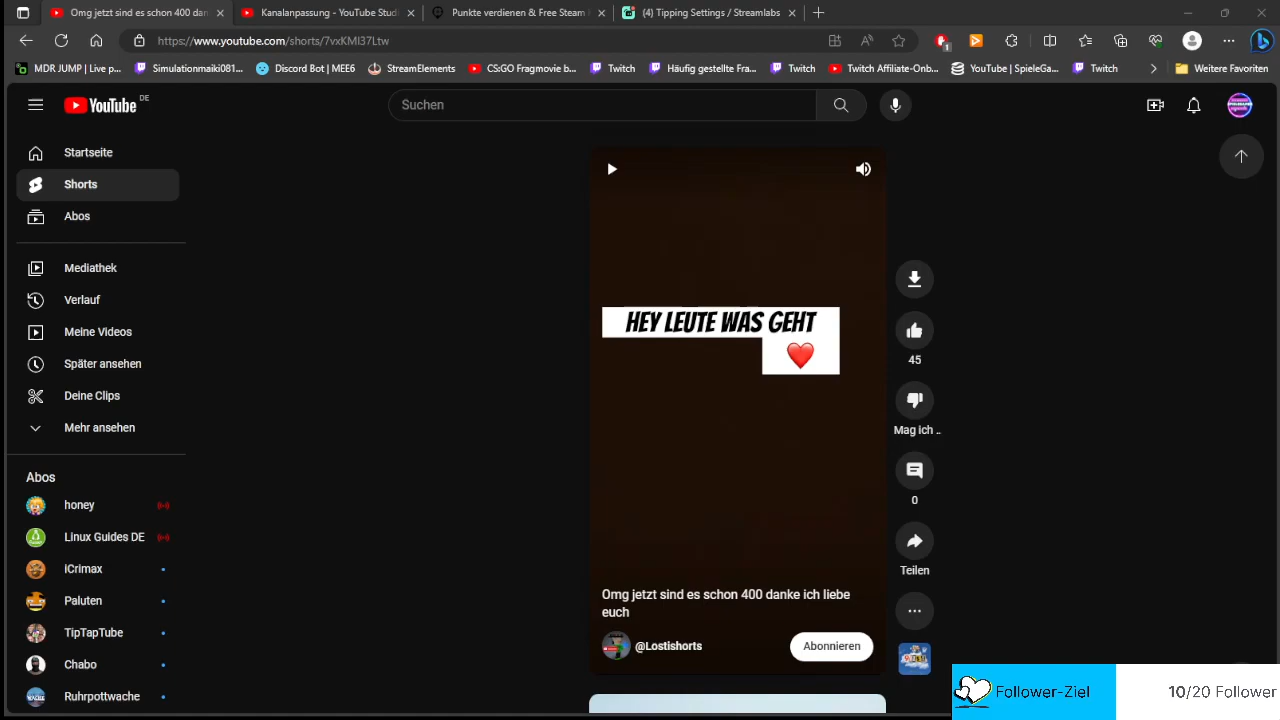 Omg jetzt sind es schon 400 dan
Kanalanpassung - YouTube Stud
Punkte verdienen & Free Steam
(4) Tipping Settings / Streamlabs
https://www.youtube.com/shorts/7vxKMI37Ltw
1
MDR JUMP | Live p...
Simulationmaiki081...
Discord Bot | MEE6
StreamElements
CS:GO Fragmovie b...
Twitch
Häufig gestellte Fra...
Twitch
Twitch Affiliate-Onb...
YouTube | SpieleGa...
Twitch
Weitere Favoriten
YouTube DE
Suchen
Startseite
Shorts
Abos
Mediathek
Verlauf
Meine Videos
Später ansehen
Deine Clips
Mehr ansehen
Abos
honey
Linux Guides DE
iCrimax
Paluten
TipTapTube
Chabo
Ruhrpottwache
HEY LEUTE WAS GEHT
❤️
Omg jetzt sind es schon 400 danke ich liebe
euch
@Lostishorts
Abonnieren
45
Mag ich ..
0
Teilen
Follower-Ziel
10/20 Follower